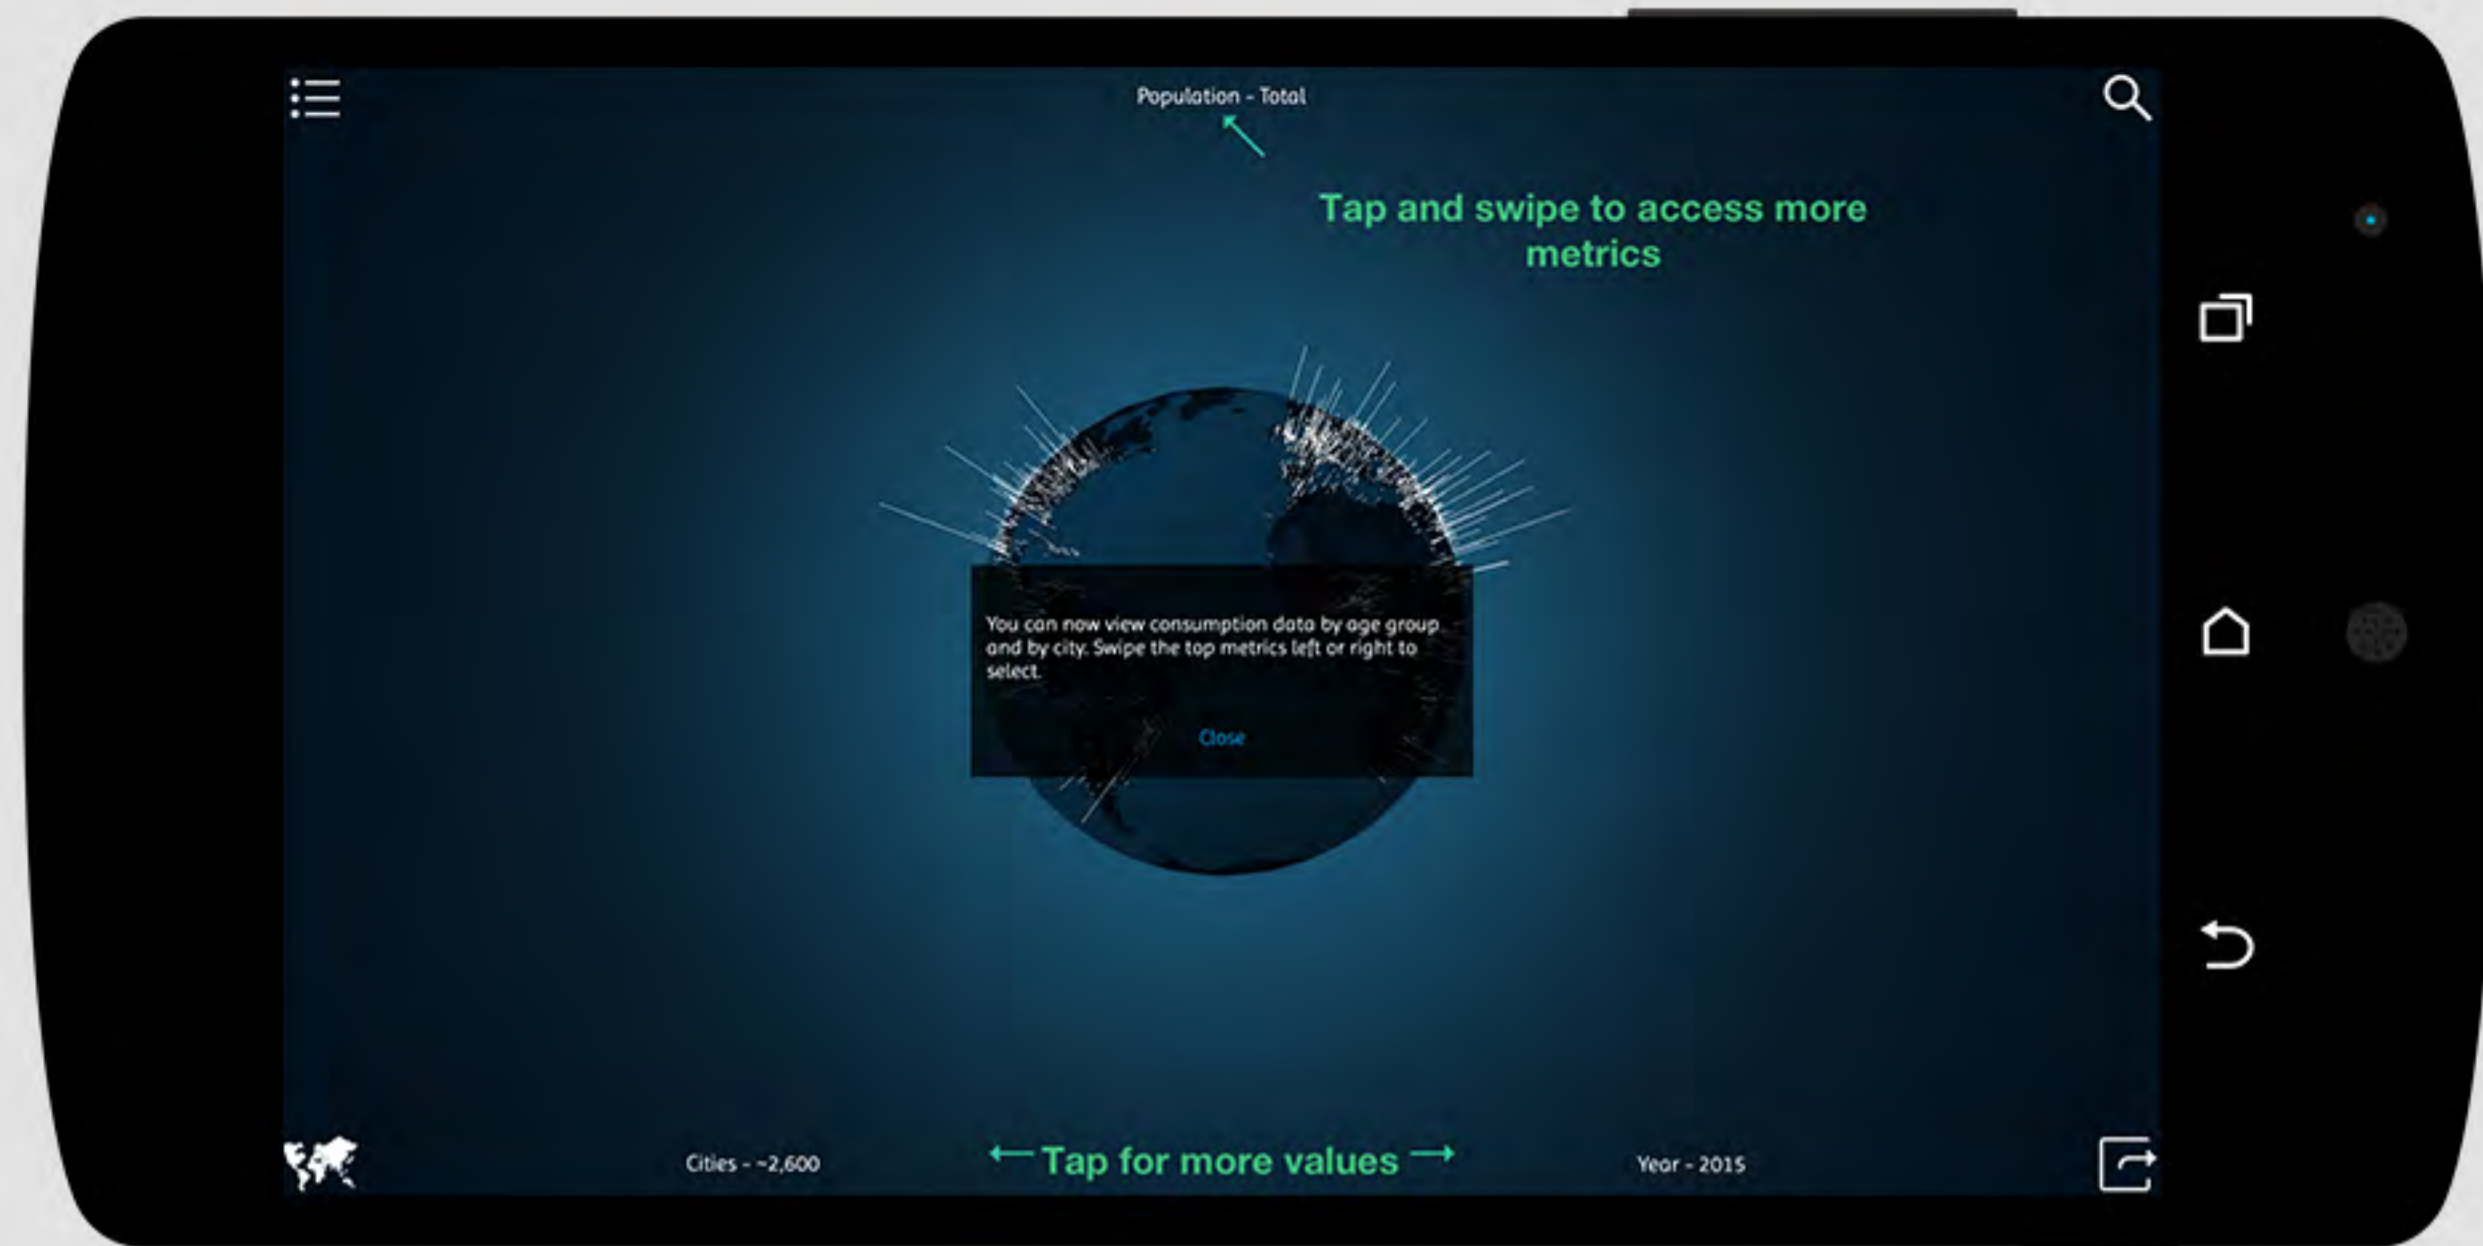 Population - Total
Tap and swipe to access more
metrics
You can now view consumption data by age group
and by city. Swipe the top metrics left or right to
select.
Close
Cities - ~2,600
Tap for more values
Year - 2015